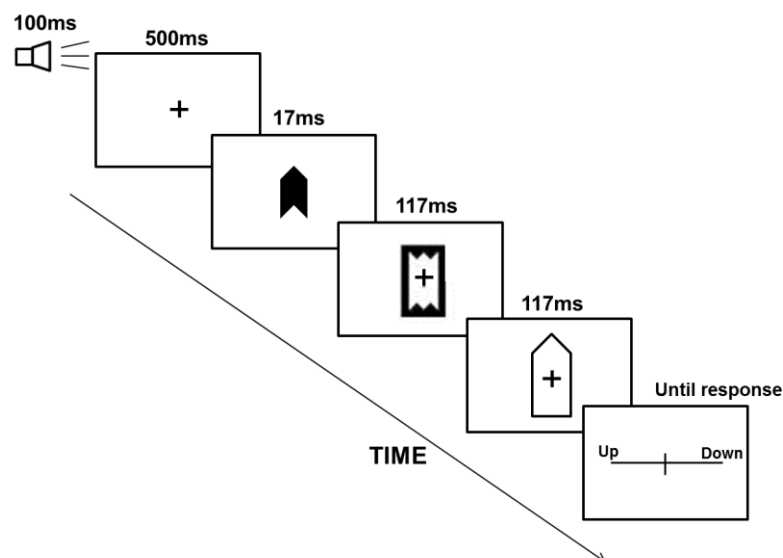 100ms
500ms
17ms
117ms
117ms
Until response
Up
Down
TIME